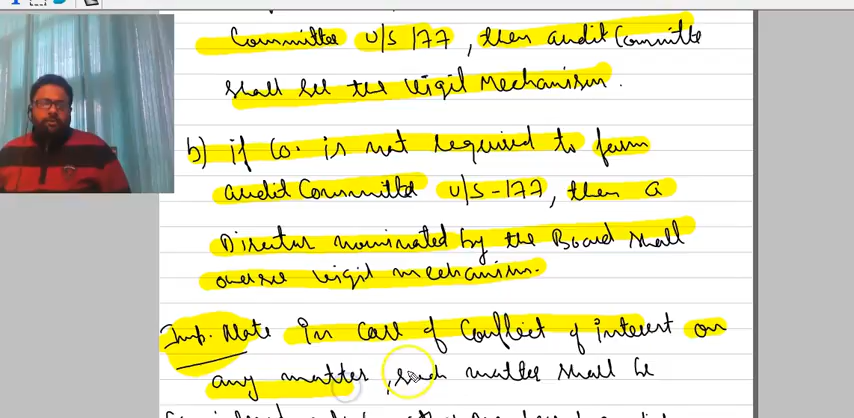 Committee u/s 177, then audit Committe
shall see the vigil Mechanism.
b) if Co. is not required to form
audit Committee u/s-177, then a
Director nominated by the Board shall
oversee vigil mechanism.
Imp. Note In Case of Conflict of interest on
any matter, such matter shall be